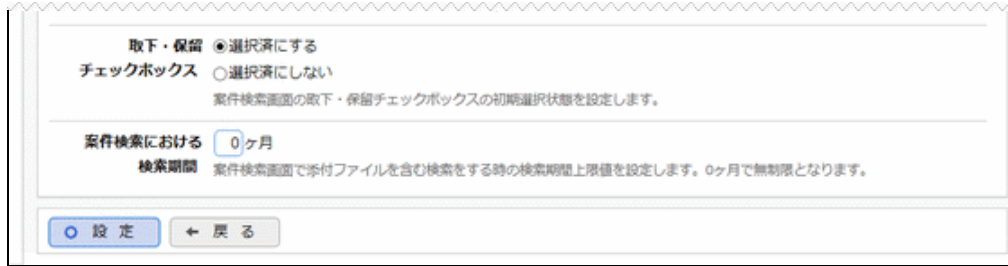 取下・保留 ◉選択済にする
チェックボックス ○選択済にしない
案件検索画面の取下・保留チェックボックスの初期選択状態を設定します。
案件検索における 0ヶ月
検索期間 案件検索画面で添付ファイルを含む検索をする時の検索期間上限値を設定します。0ヶ月で無制限となります。
設 定 ← 戻 る